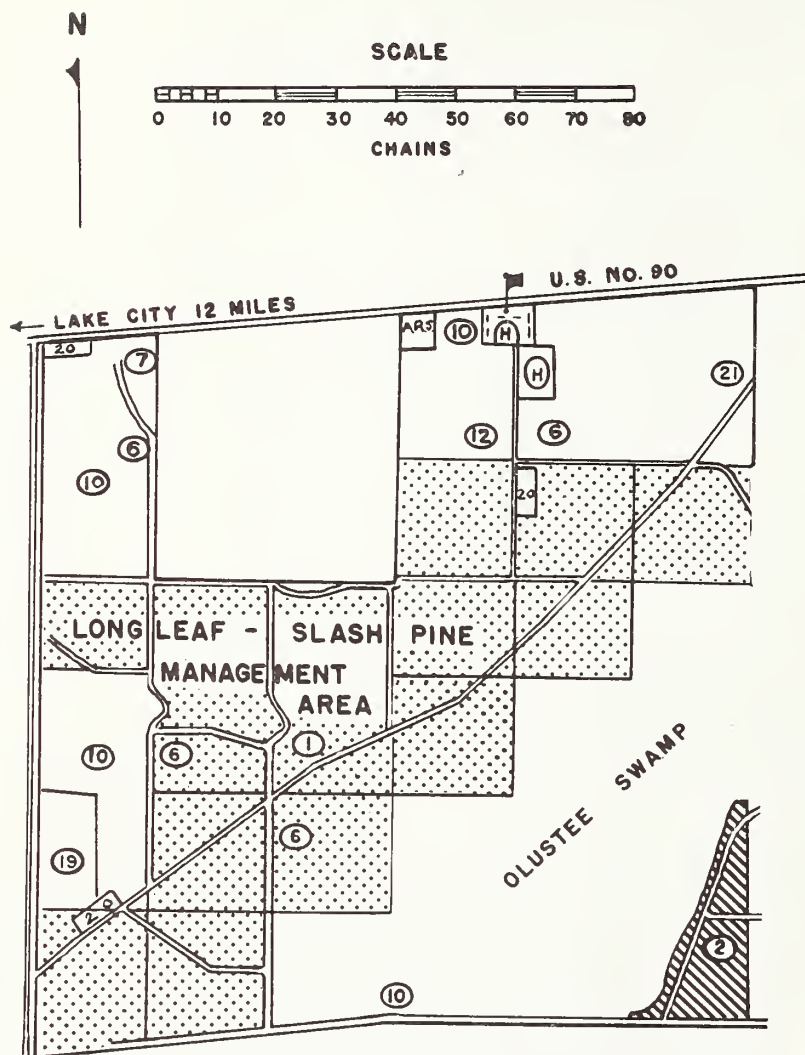 N
SCALE
0 10 20 30 40 50 60 70 80
CHAINS
U.S. NO. 90
LAKE CITY 12 MILES
20
7
A.R.S
10
H
H
21
6
12
6
10
20
LONG LEAF - SLASH PINE
MANAGEMENT
AREA
10
6
1
OLUSTEE SWAMP
6
19
20
2
10